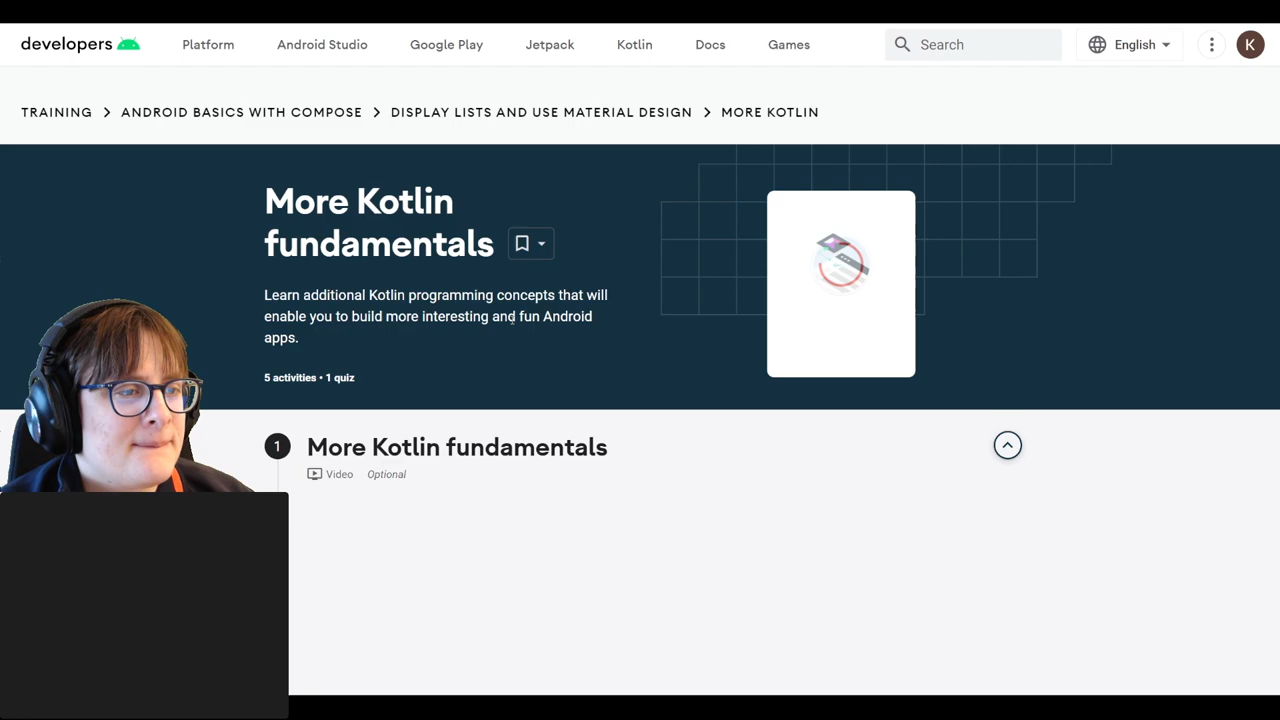 developers
Platform
Android Studio
Google Play
Jetpack
Kotlin
Docs
Games
Search
English
K
TRAINING
ANDROID BASICS WITH COMPOSE
DISPLAY LISTS AND USE MATERIAL DESIGN
MORE KOTLIN
More Kotlin
fundamentals
Learn additional Kotlin programming concepts that will
enable you to build more interesting and fun Android
apps.
5 activities • 1 quiz
1
More Kotlin fundamentals
Video
Optional